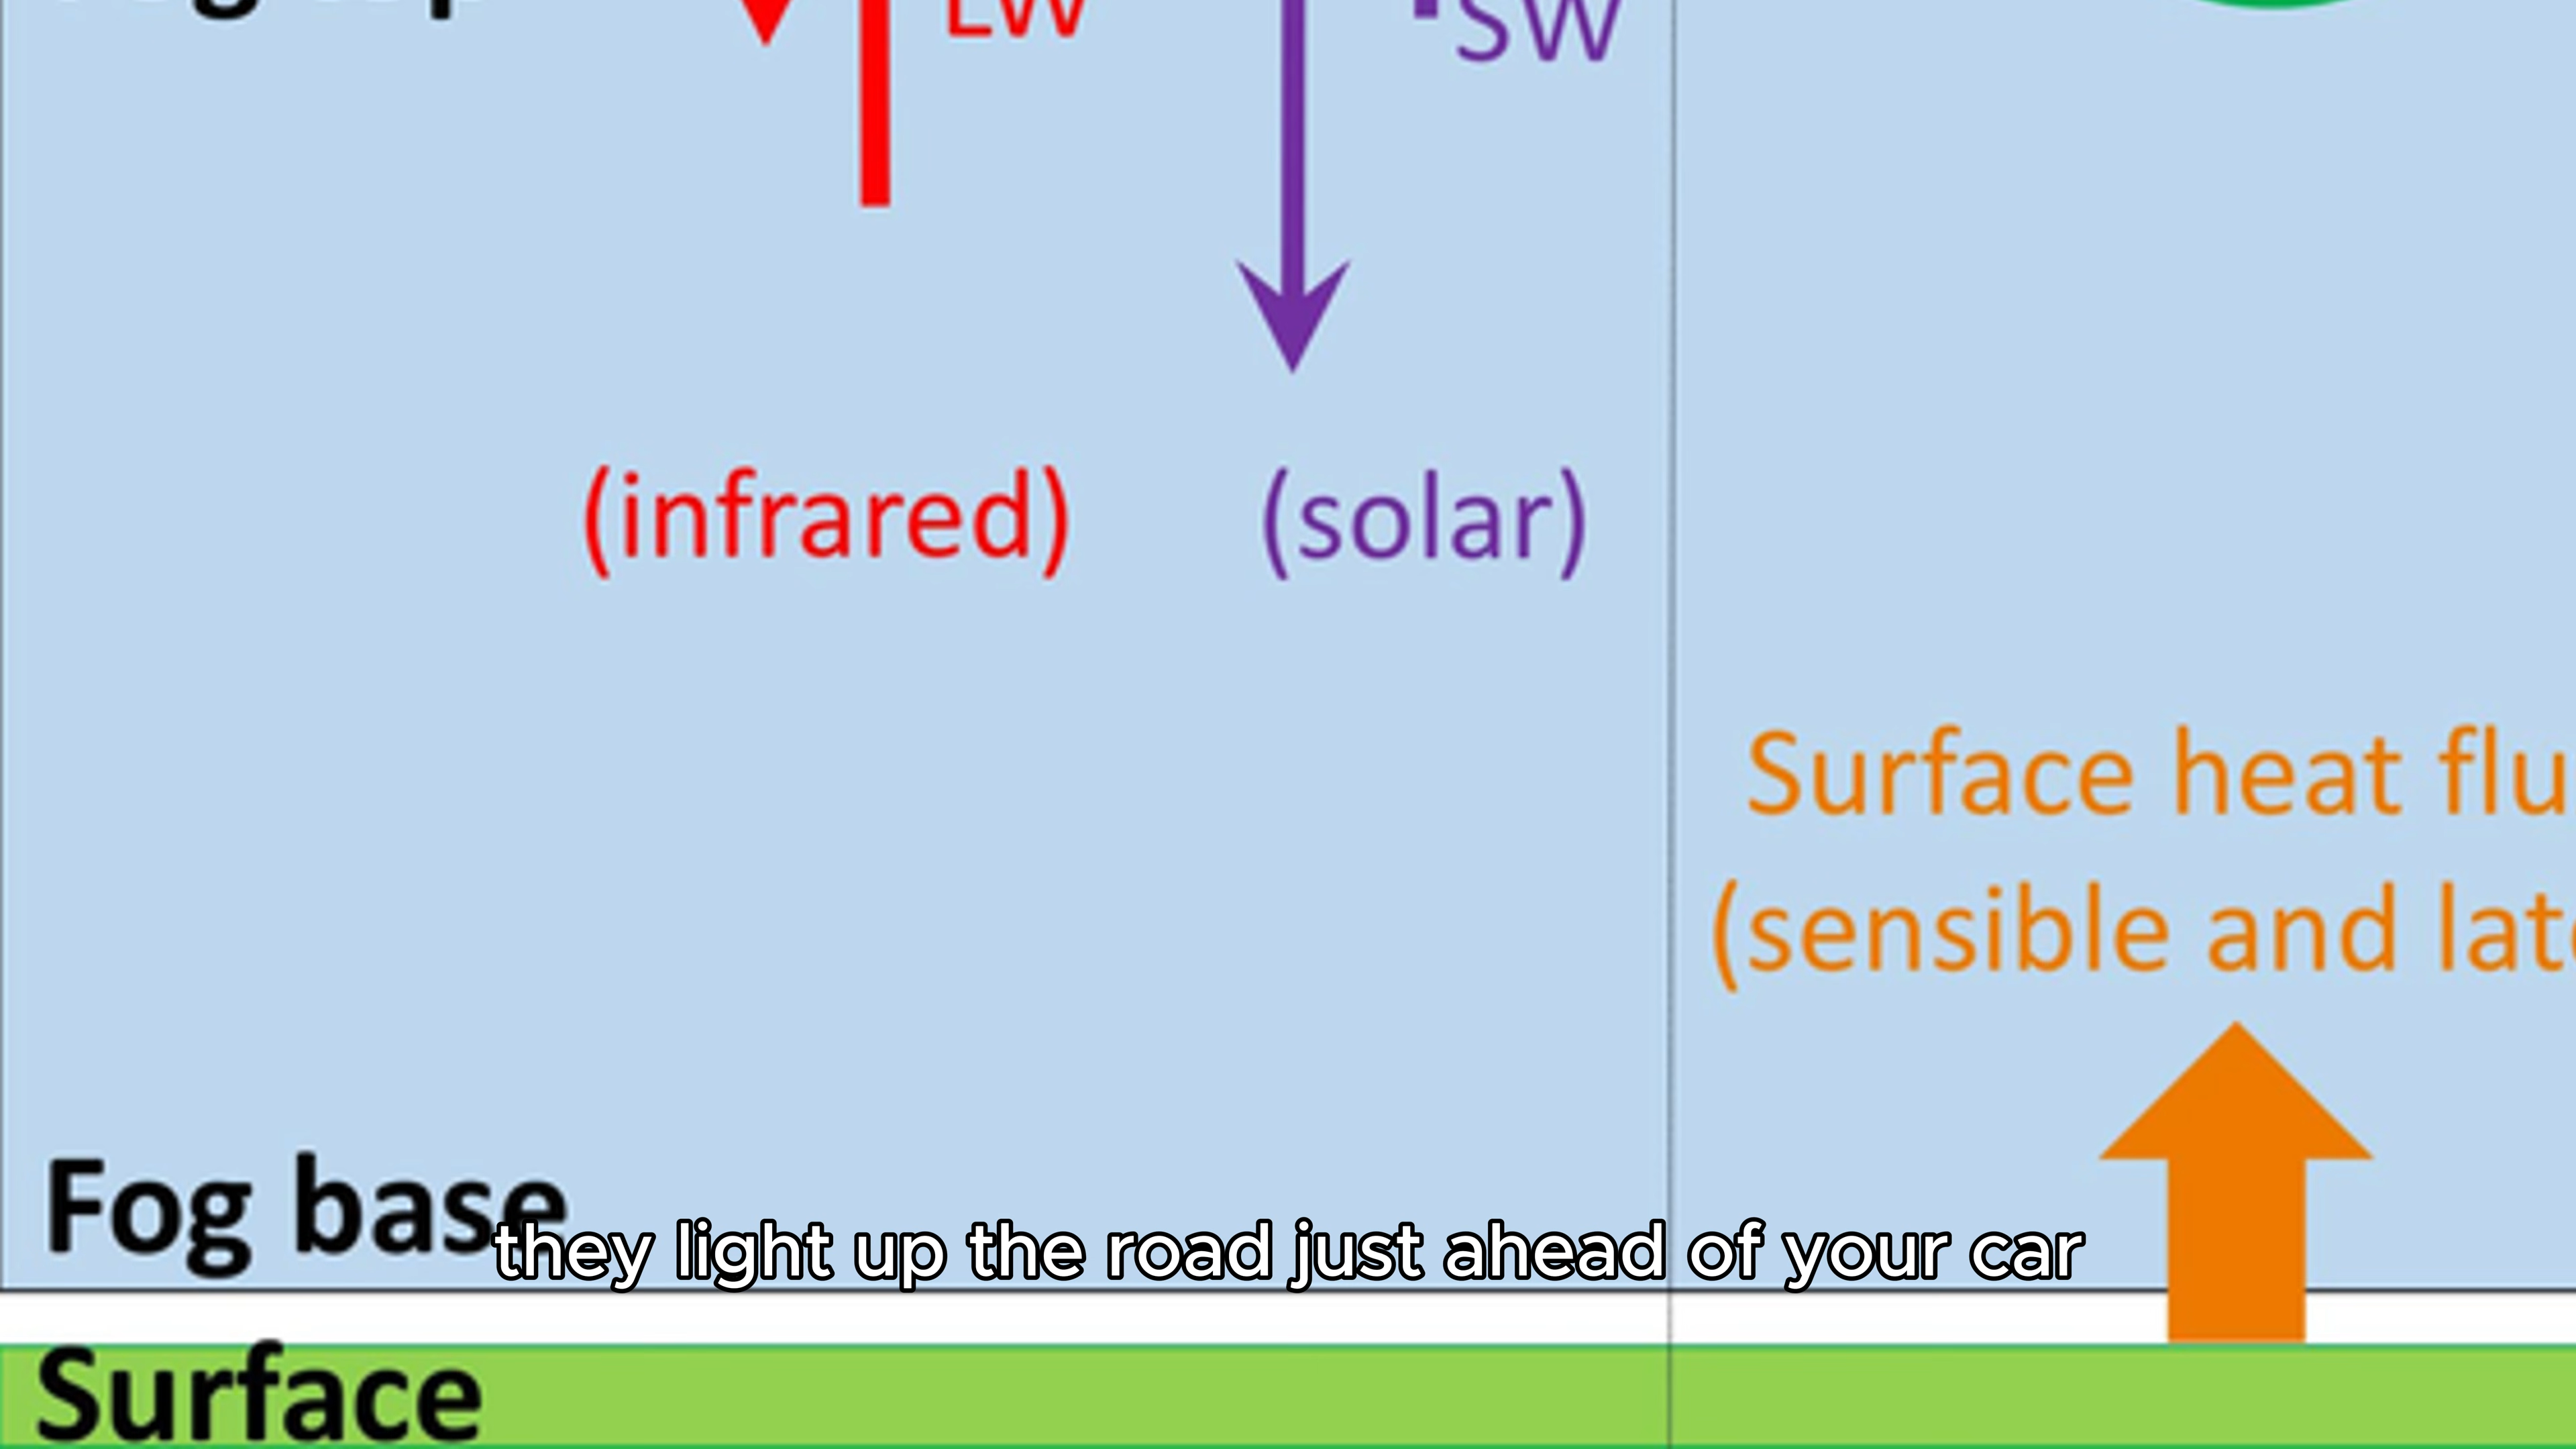 LW
SW
(infrared) (solar)
Surface heat flu
(sensible and late
Fog base
they light up the road just ahead of your car
Surface